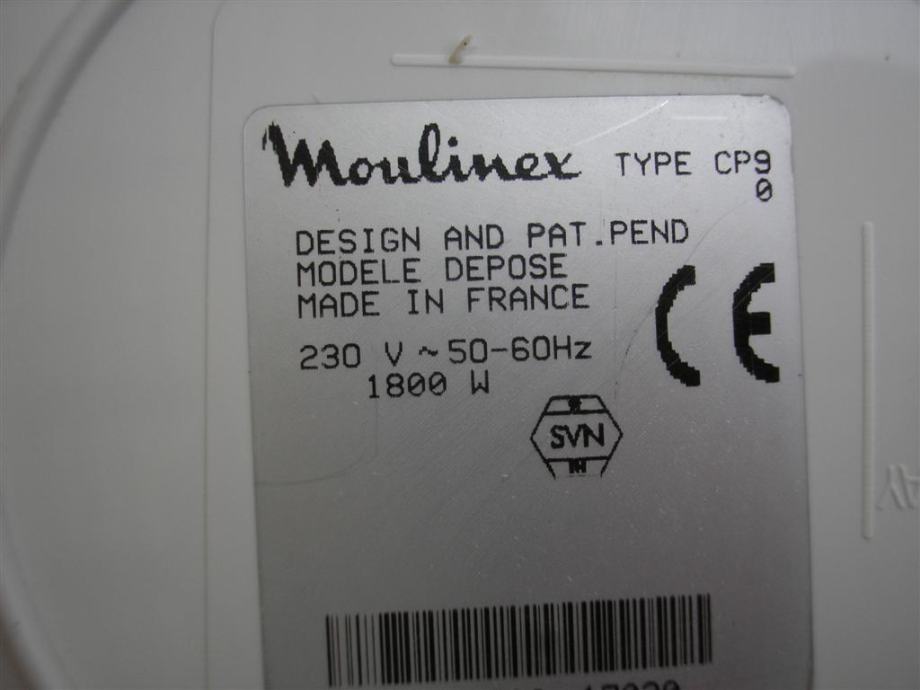 Moulinex TYPE CP9
0
DESIGN AND PAT.PEND
MODELE DEPOSE
MADE IN FRANCE
230 V ~ 50-60Hz
1800 W
CE
SVN